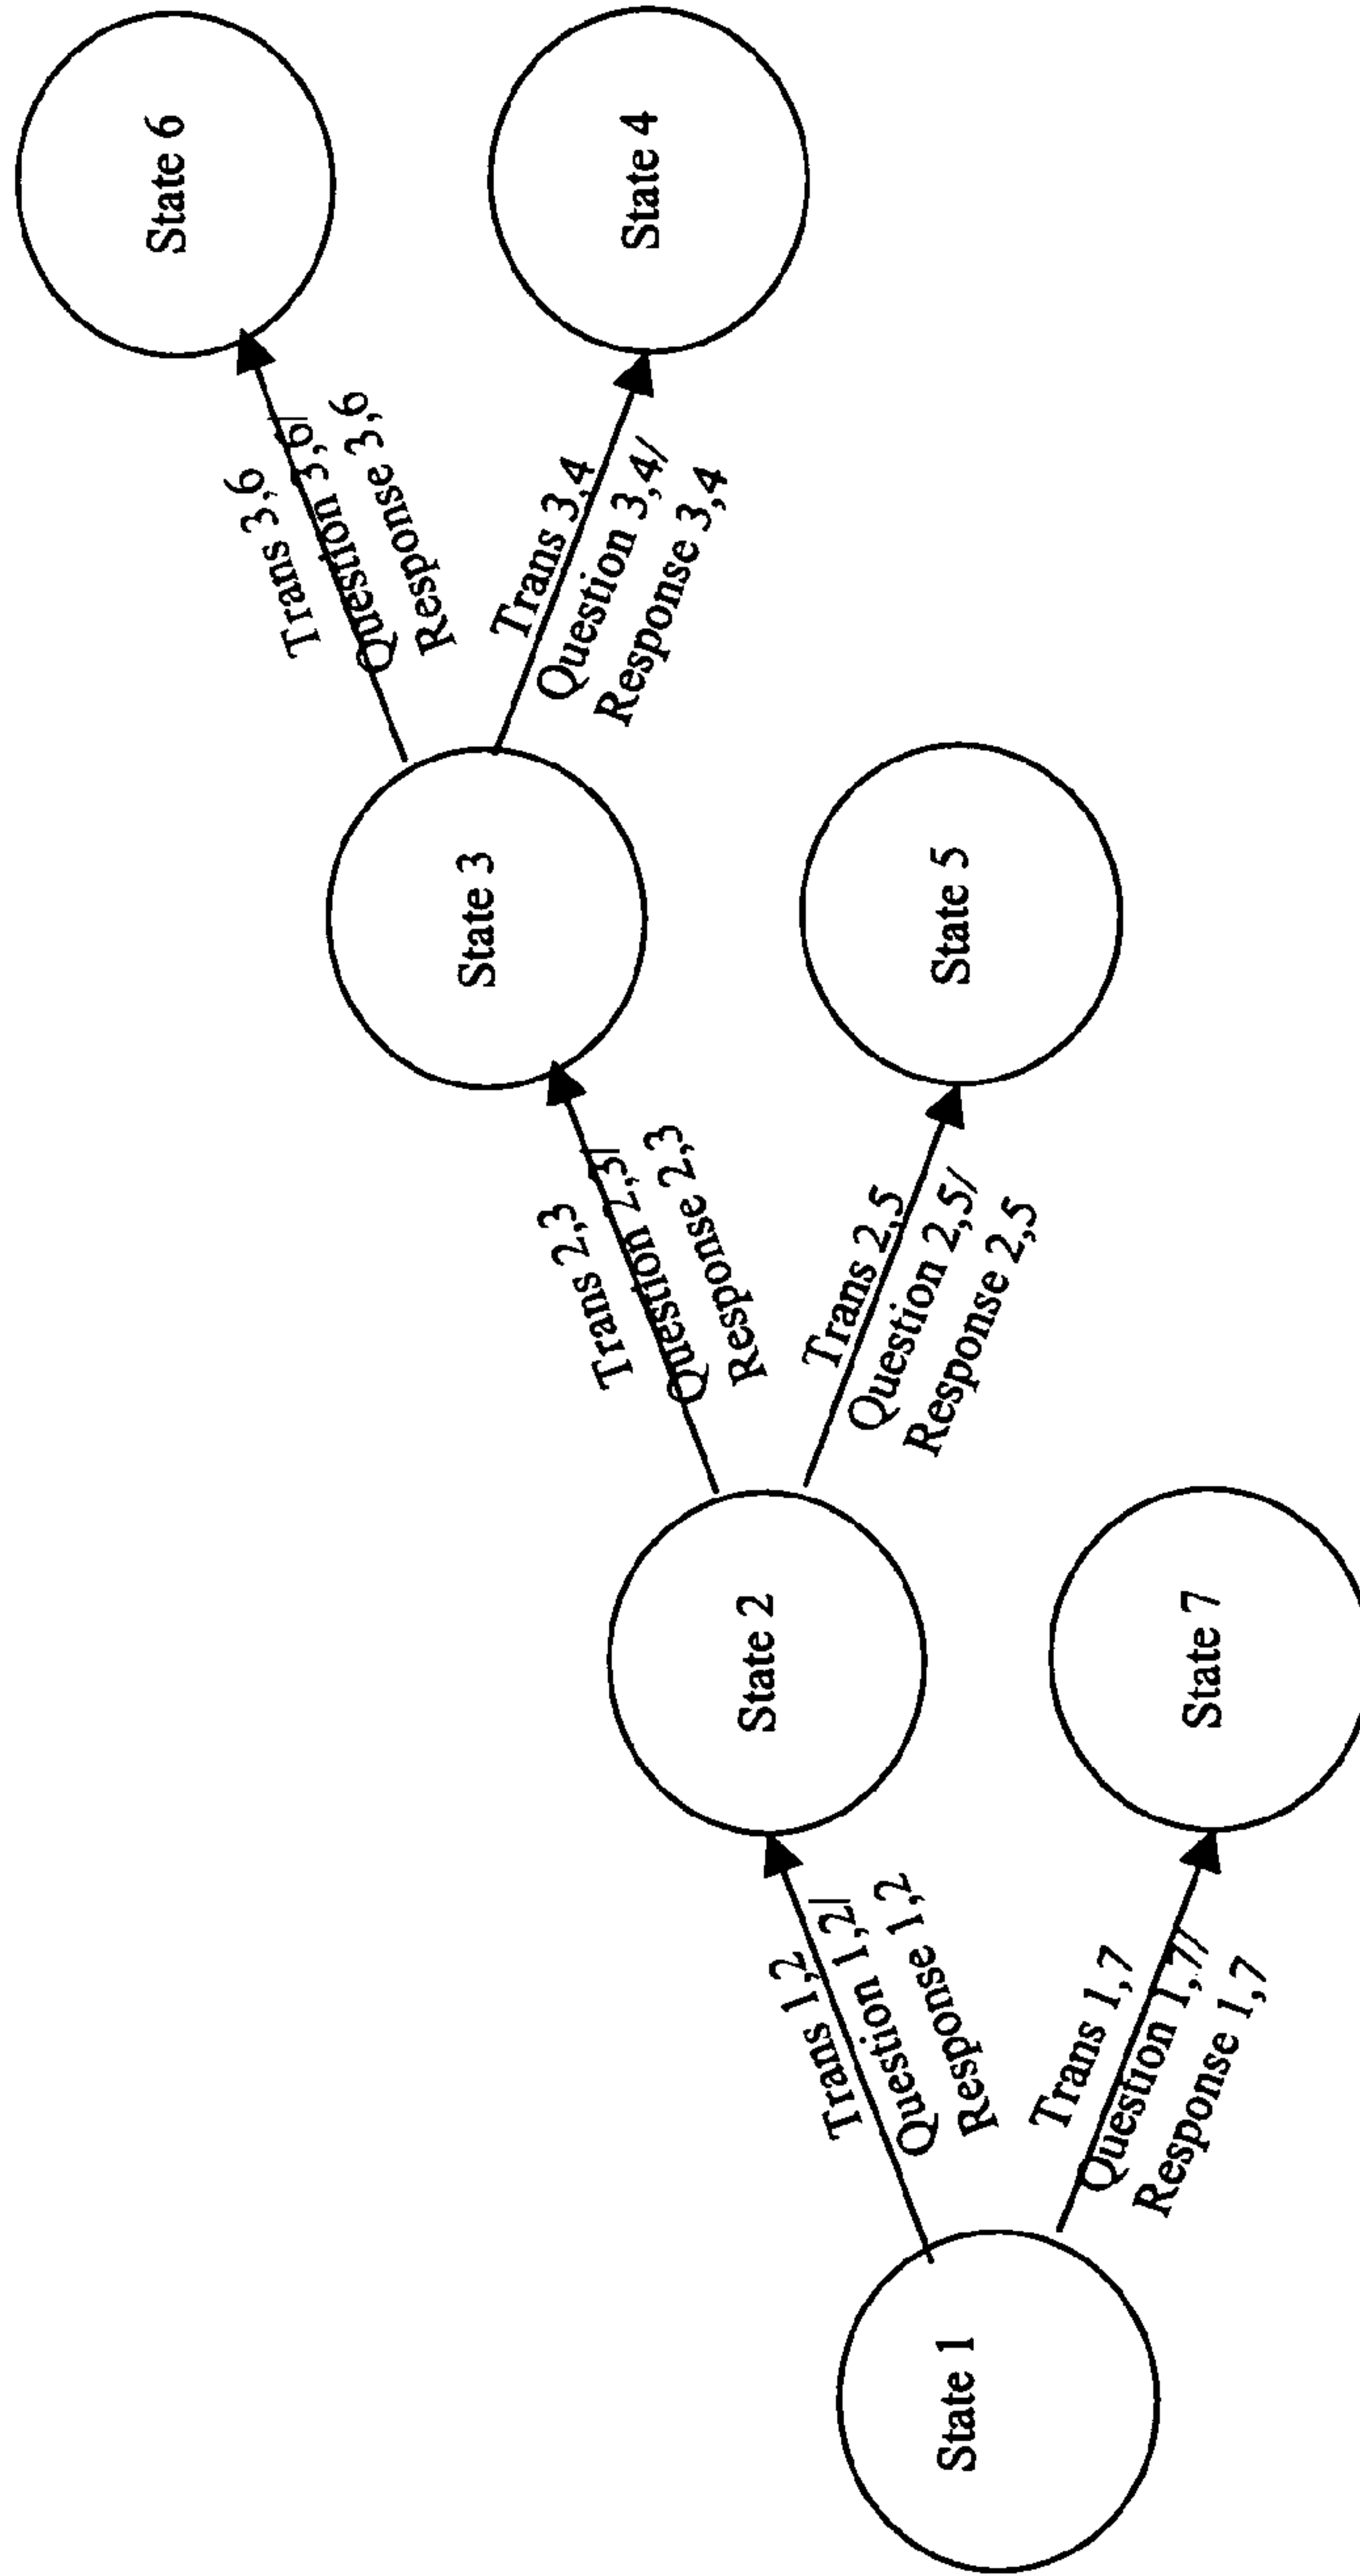 State 1
Trans 1,2
Question 1,2/
Response 1,2
Trans 1,7
Question 1,7/
Response 1,7
State 2
State 7
Trans 2,3
Question 2,3/
Response 2,3
Trans 2,5
Question 2,5/
Response 2,5
State 3
State 5
Trans 3,6
Question 3,6/
Response 3,6
Trans 3,4
Question 3,4/
Response 3,4
State 6
State 4